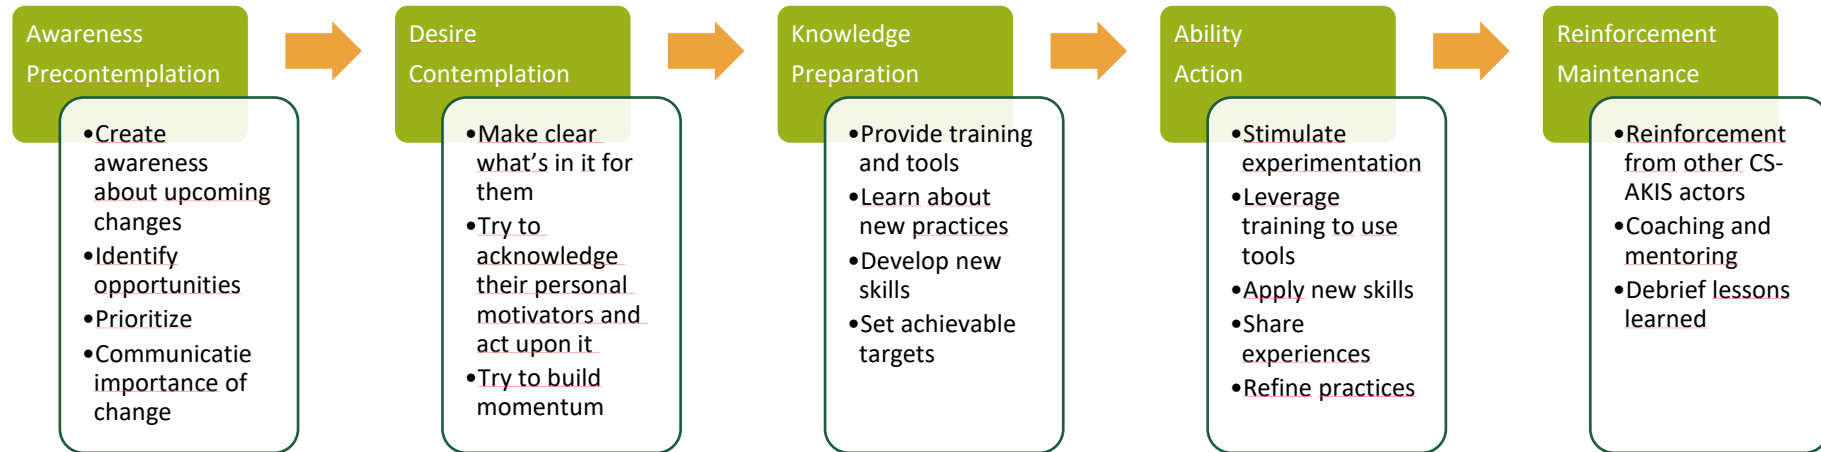 Awareness
Precontemplation
•Create
awareness
about upcoming
changes
•Identify
opportunities
•Prioritize
•Communicatie
importance of
change
Desire
Contemplation
•Make clear
what's in it for
them
•Try to
acknowledge
their personal
motivators and
act upon it
•Try to build
momentum
Knowledge
Preparation
•Provide training
and tools
•Learn about
new practices
•Develop new
skills
•Set achievable
targets
Ability
Action
•Stimulate
experimentation
•Leverage
training to use
tools
•Apply new skills
•Share
experiences
•Refine practices
Reinforcement
Maintenance
•Reinforcement
from other CS-
AKIS actors
•Coaching and
mentoring
•Debrief lessons
learned